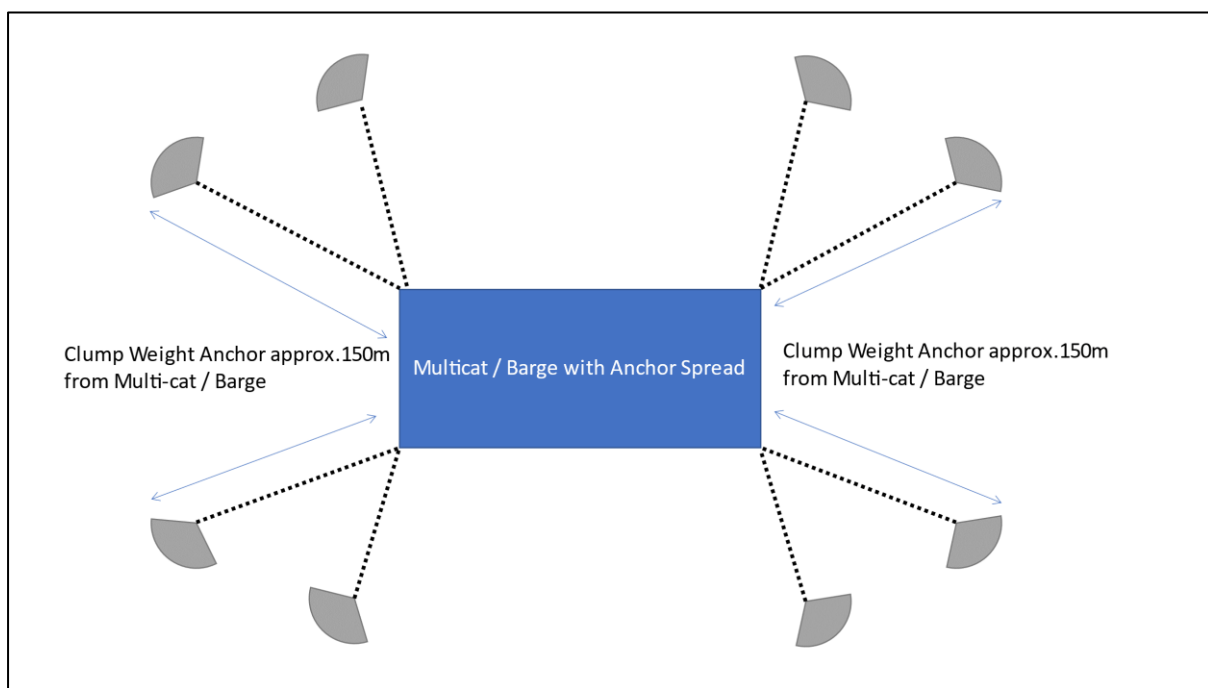 Clump Weight Anchor approx.150m
from Multi-cat / Barge
Multicat / Barge with Anchor Spread
Clump Weight Anchor approx.150m
from Multi-cat / Barge